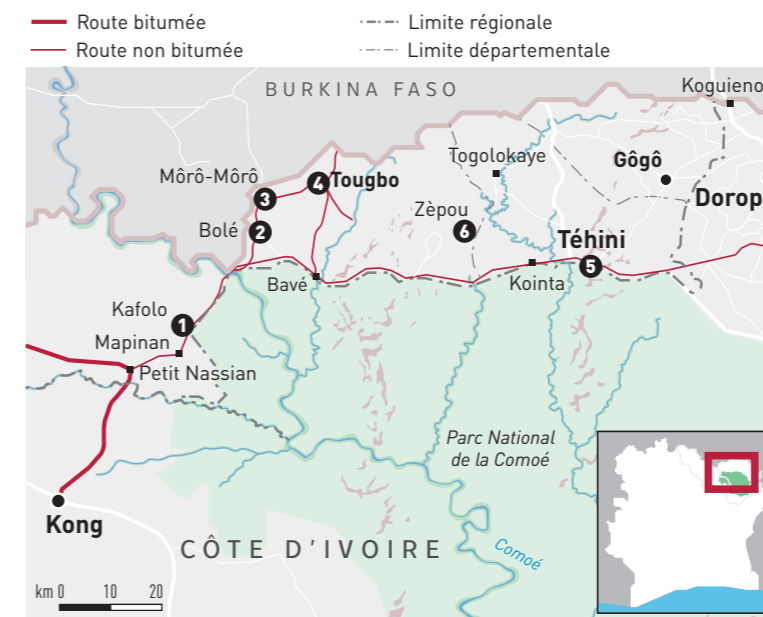 Route bitumée
Limite régionale
Route non bitumée
Limite départementale
BURKINA FASO
Koguieno
Togolokaye
Gôgô
Môrô-Môrô
3
4
Tougbo
Dorop
Bolé
2
Zèpou
6
Téhini
5
Bavé
Kointa
Kafolo
1
Mapinan
Petit Nassian
Parc National
de la Comoé
Kong
CÔTE D'IVOIRE
Comoé
km 0 10 20